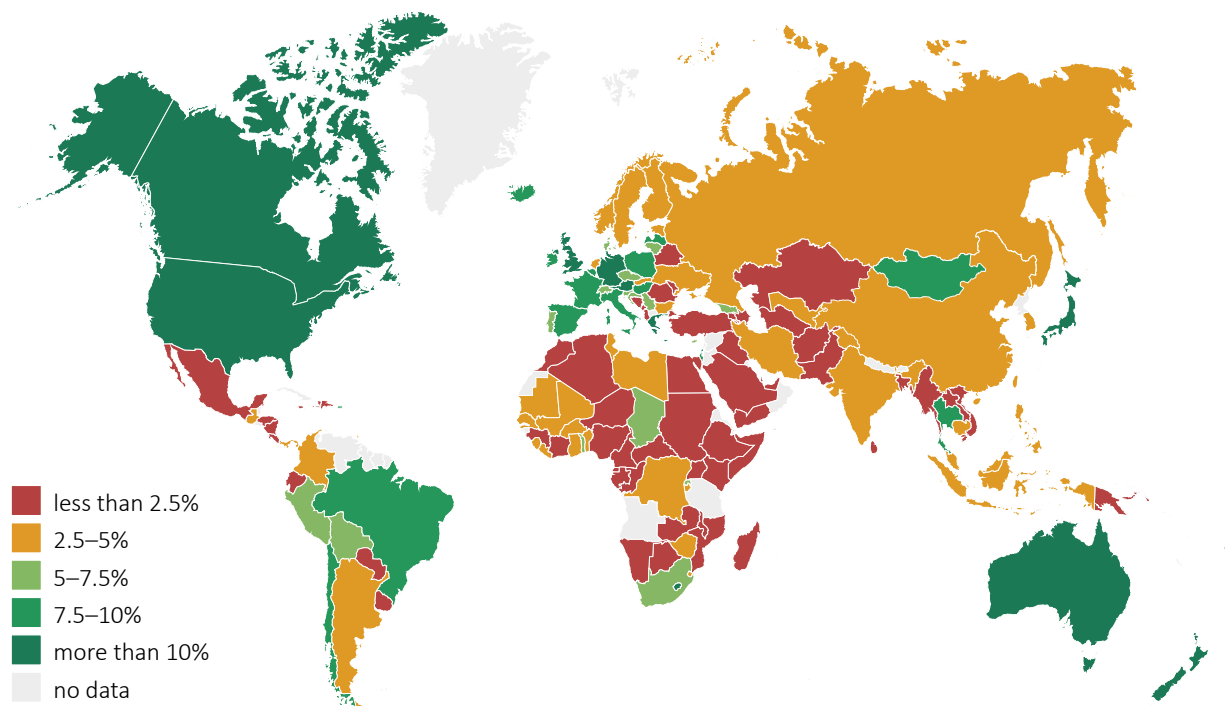 less than 2.5%
2.5–5%
5–7.5%
7.5–10%
more than 10%
no data